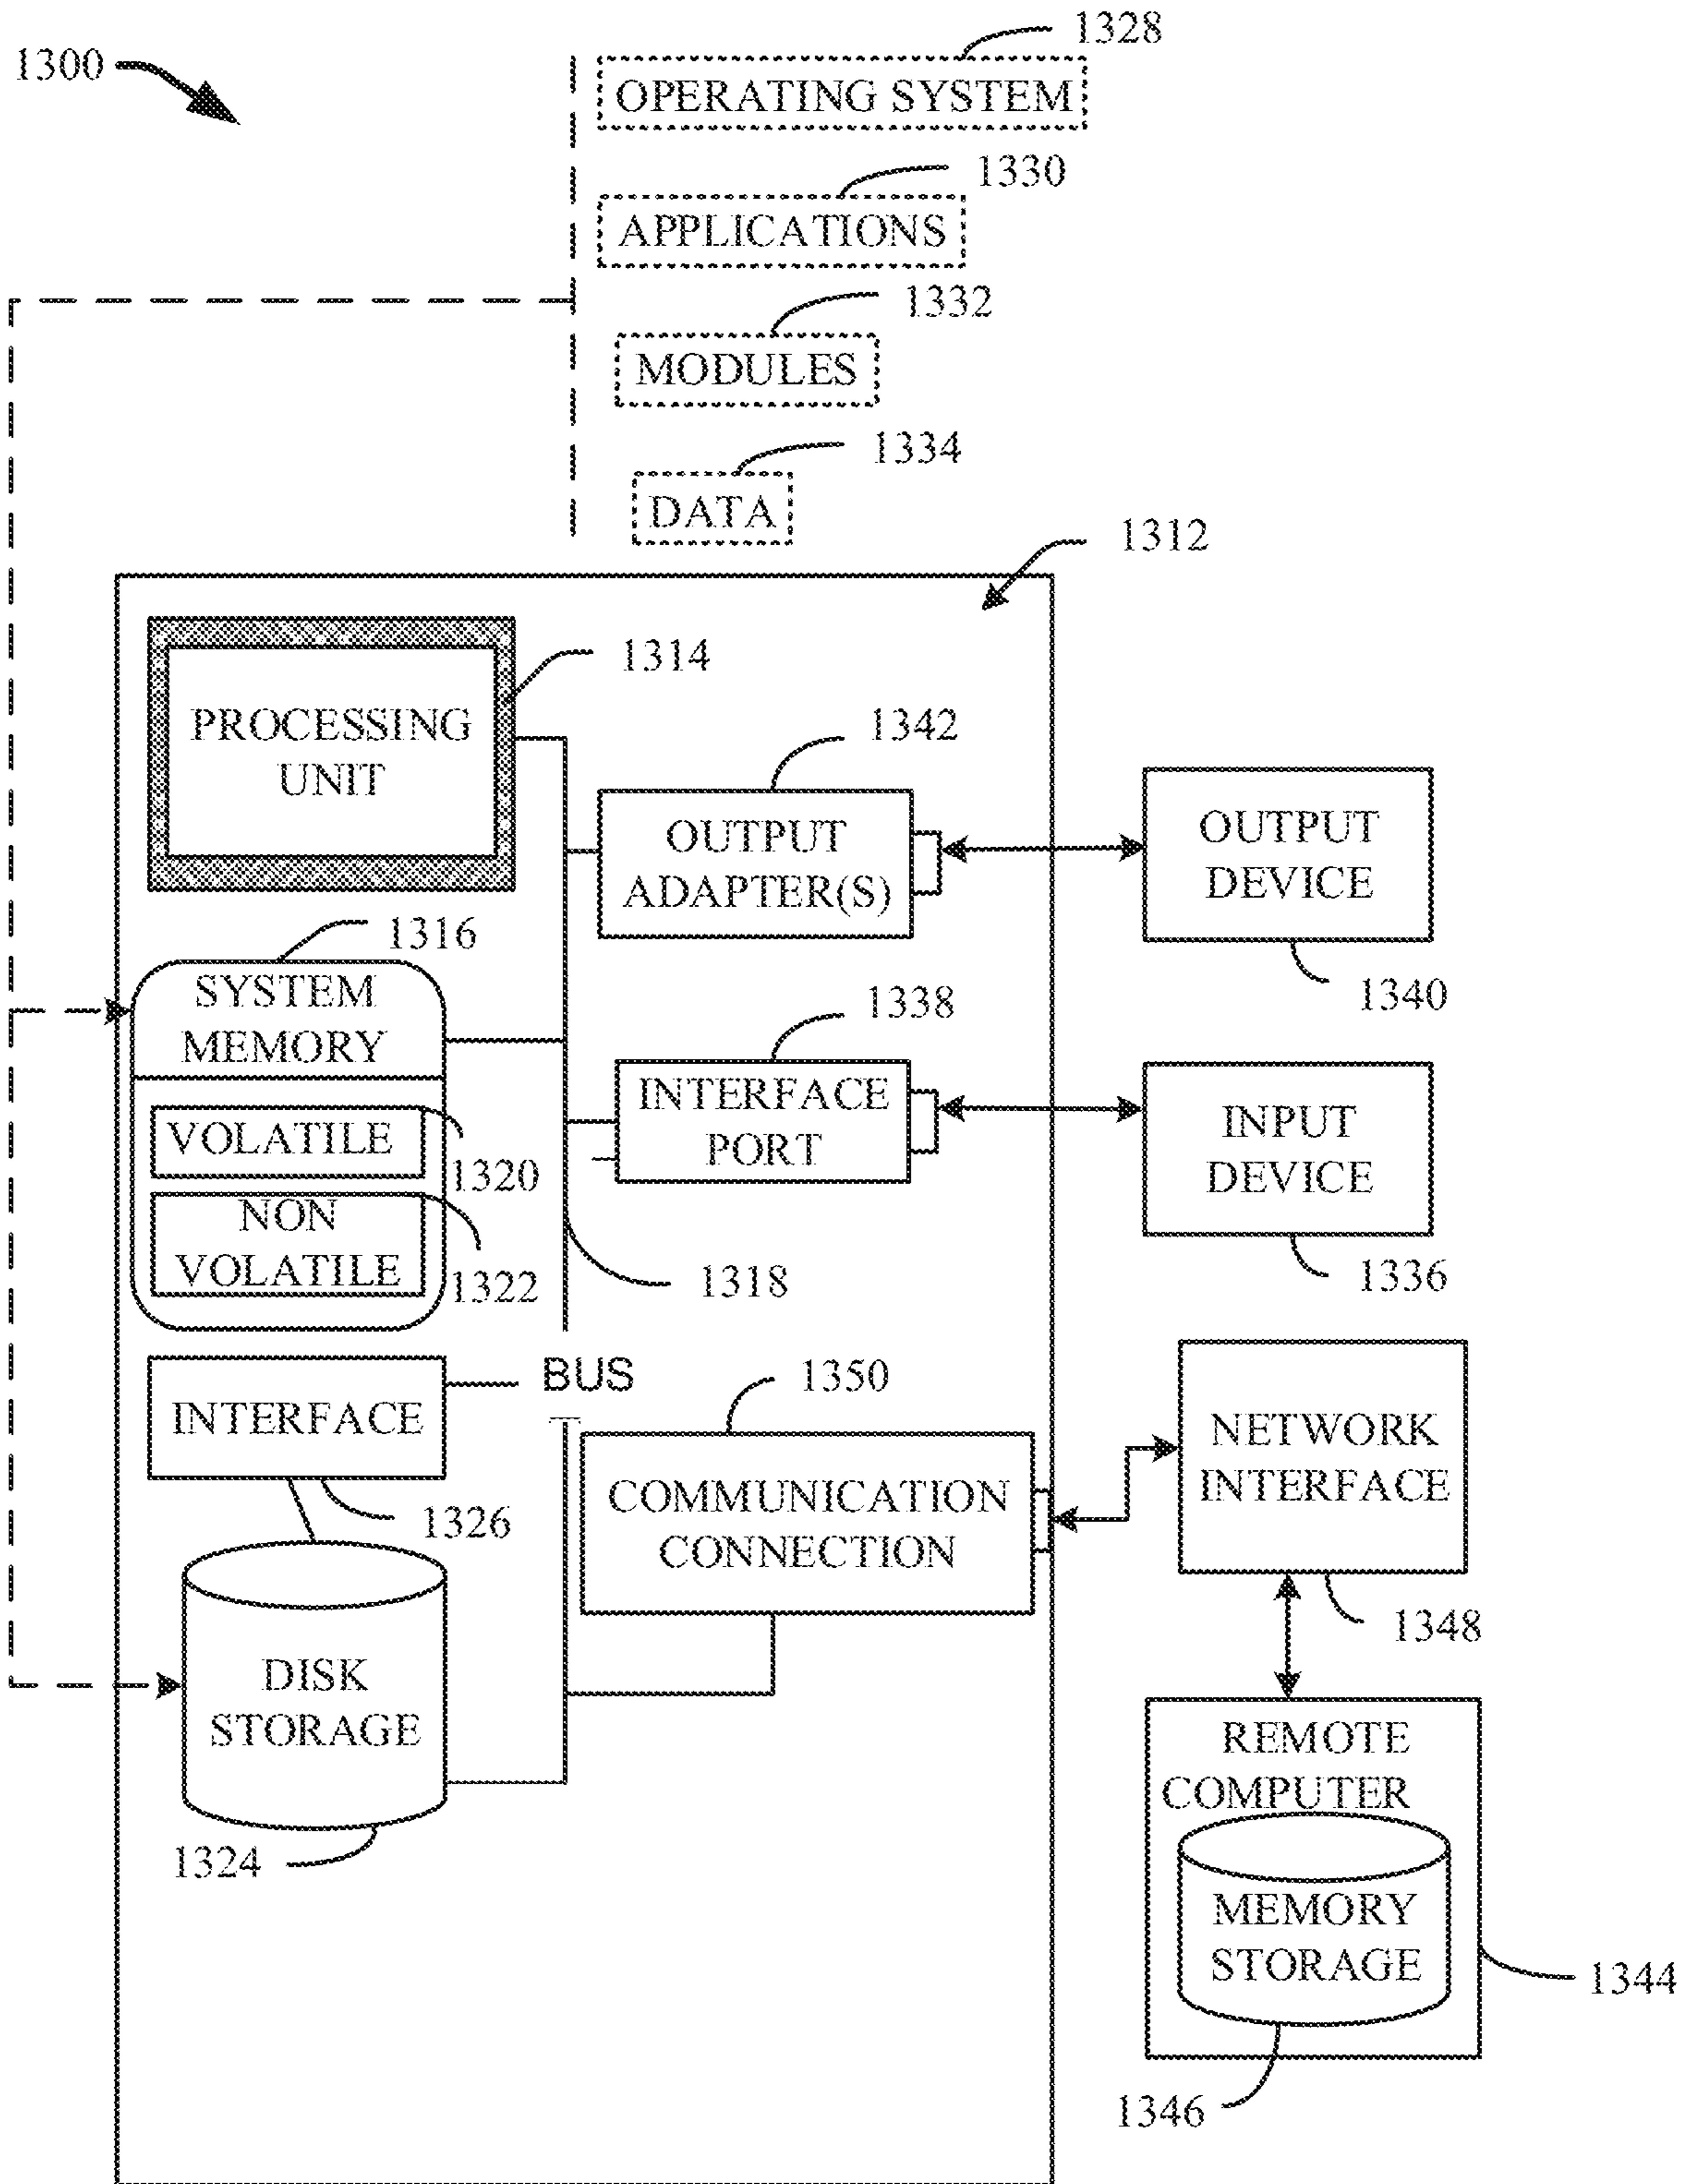 1300
1328
OPERATING SYSTEM
1330
APPLICATIONS
1332
MODULES
1334
DATA
1312
1314
PROCESSING
UNIT
1342
OUTPUT
ADAPTER(S)
OUTPUT
DEVICE
1340
1316
SYSTEM
MEMORY
1338
INTERFACE
PORT
INPUT
DEVICE
1336
VOLATILE
1320
NON
VOLATILE
1322
1318
BUS
INTERFACE
1326
1350
COMMUNICATION
CONNECTION
NETWORK
INTERFACE
1348
DISK
STORAGE
1324
REMOTE
COMPUTER
MEMORY
STORAGE
1344
1346